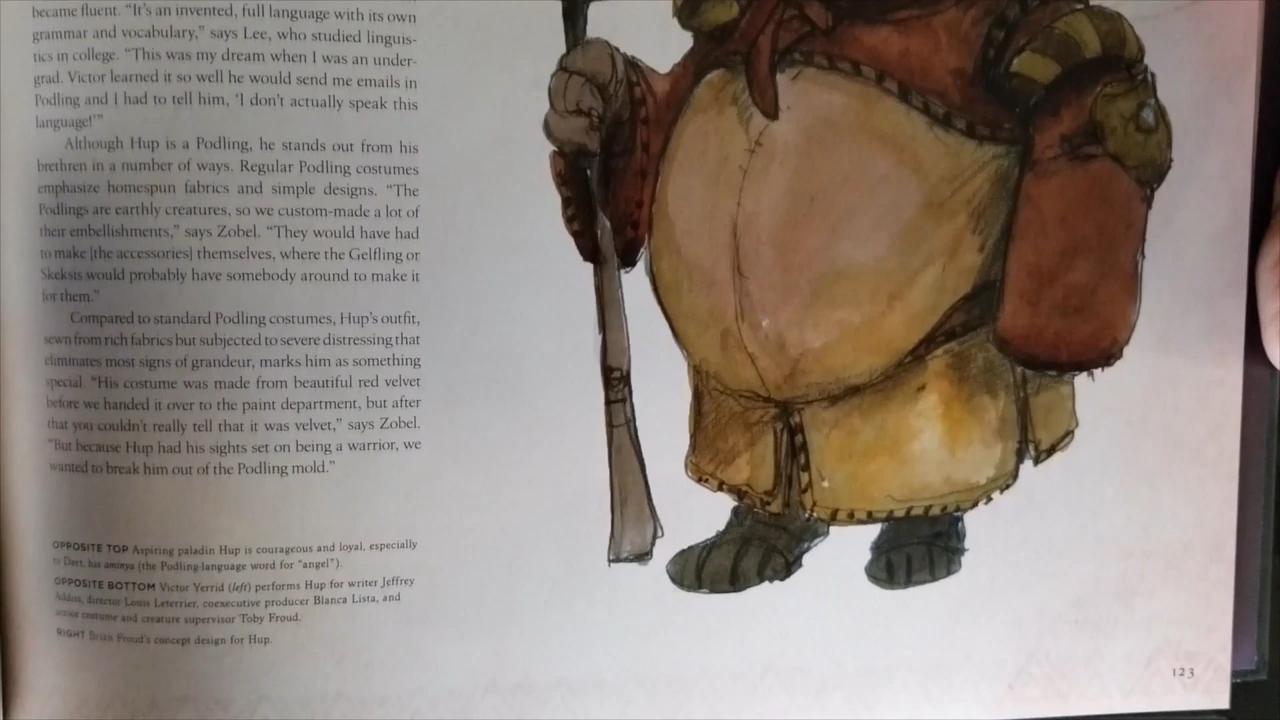 became fluent. “It’s an invented, full language with its own
grammar and vocabulary,” says Lee, who studied linguis-
tics in college. “This was my dream when I was an under-
grad. Victor learned it so well he would send me emails in
Podling and I had to tell him, ‘I don’t actually speak this
language!’”
Although Hup is a Podling, he stands out from his
brethren in a number of ways. Regular Podling costumes
emphasize homespun fabrics and simple designs. “The
Podlings are earthly creatures, so we custom-made a lot of
their embellishments,” says Zobel. “They would have had
to make [the accessories] themselves, where the Gelfling or
Skeksis would probably have somebody around to make it
for them.”
Compared to standard Podling costumes, Hup’s outfit,
sewn from rich fabrics but subjected to severe distressing that
eliminates most signs of grandeur, marks him as something
special. “His costume was made from beautiful red velvet
before we handed it over to the paint department, but after
that you couldn’t really tell that it was velvet,” says Zobel.
“But because Hup had his sights set on being a warrior, we
wanted to break him out of the Podling mold.”
OPPOSITE TOP Aspiring paladin Hup is courageous and loyal, especially
to Deet, his aminya (the Podling-language word for “angel”).
OPPOSITE BOTTOM Victor Yerrid (left) performs Hup for writer Jeffrey
Addiss, director Louis Leterrier, coexecutive producer Blanca Lista, and
senior costume and creature supervisor Toby Froud.
RIGHT Brian Froud’s concept design for Hup.
123